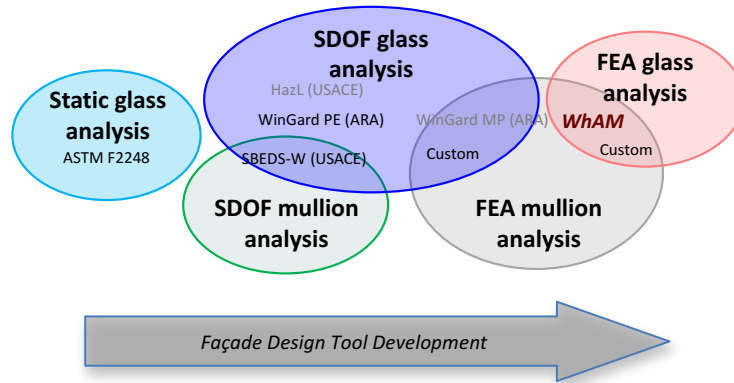 SDOF glass
analysis
FEA glass
analysis
Static glass
analysis
ASTM F2248
HazL (USACE)
WinGard PE (ARA)
WinGard MP (ARA)
WhAM
SBEDS-W (USACE)
Custom
Custom
SDOF mullion
analysis
FEA mullion
analysis
Façade Design Tool Development